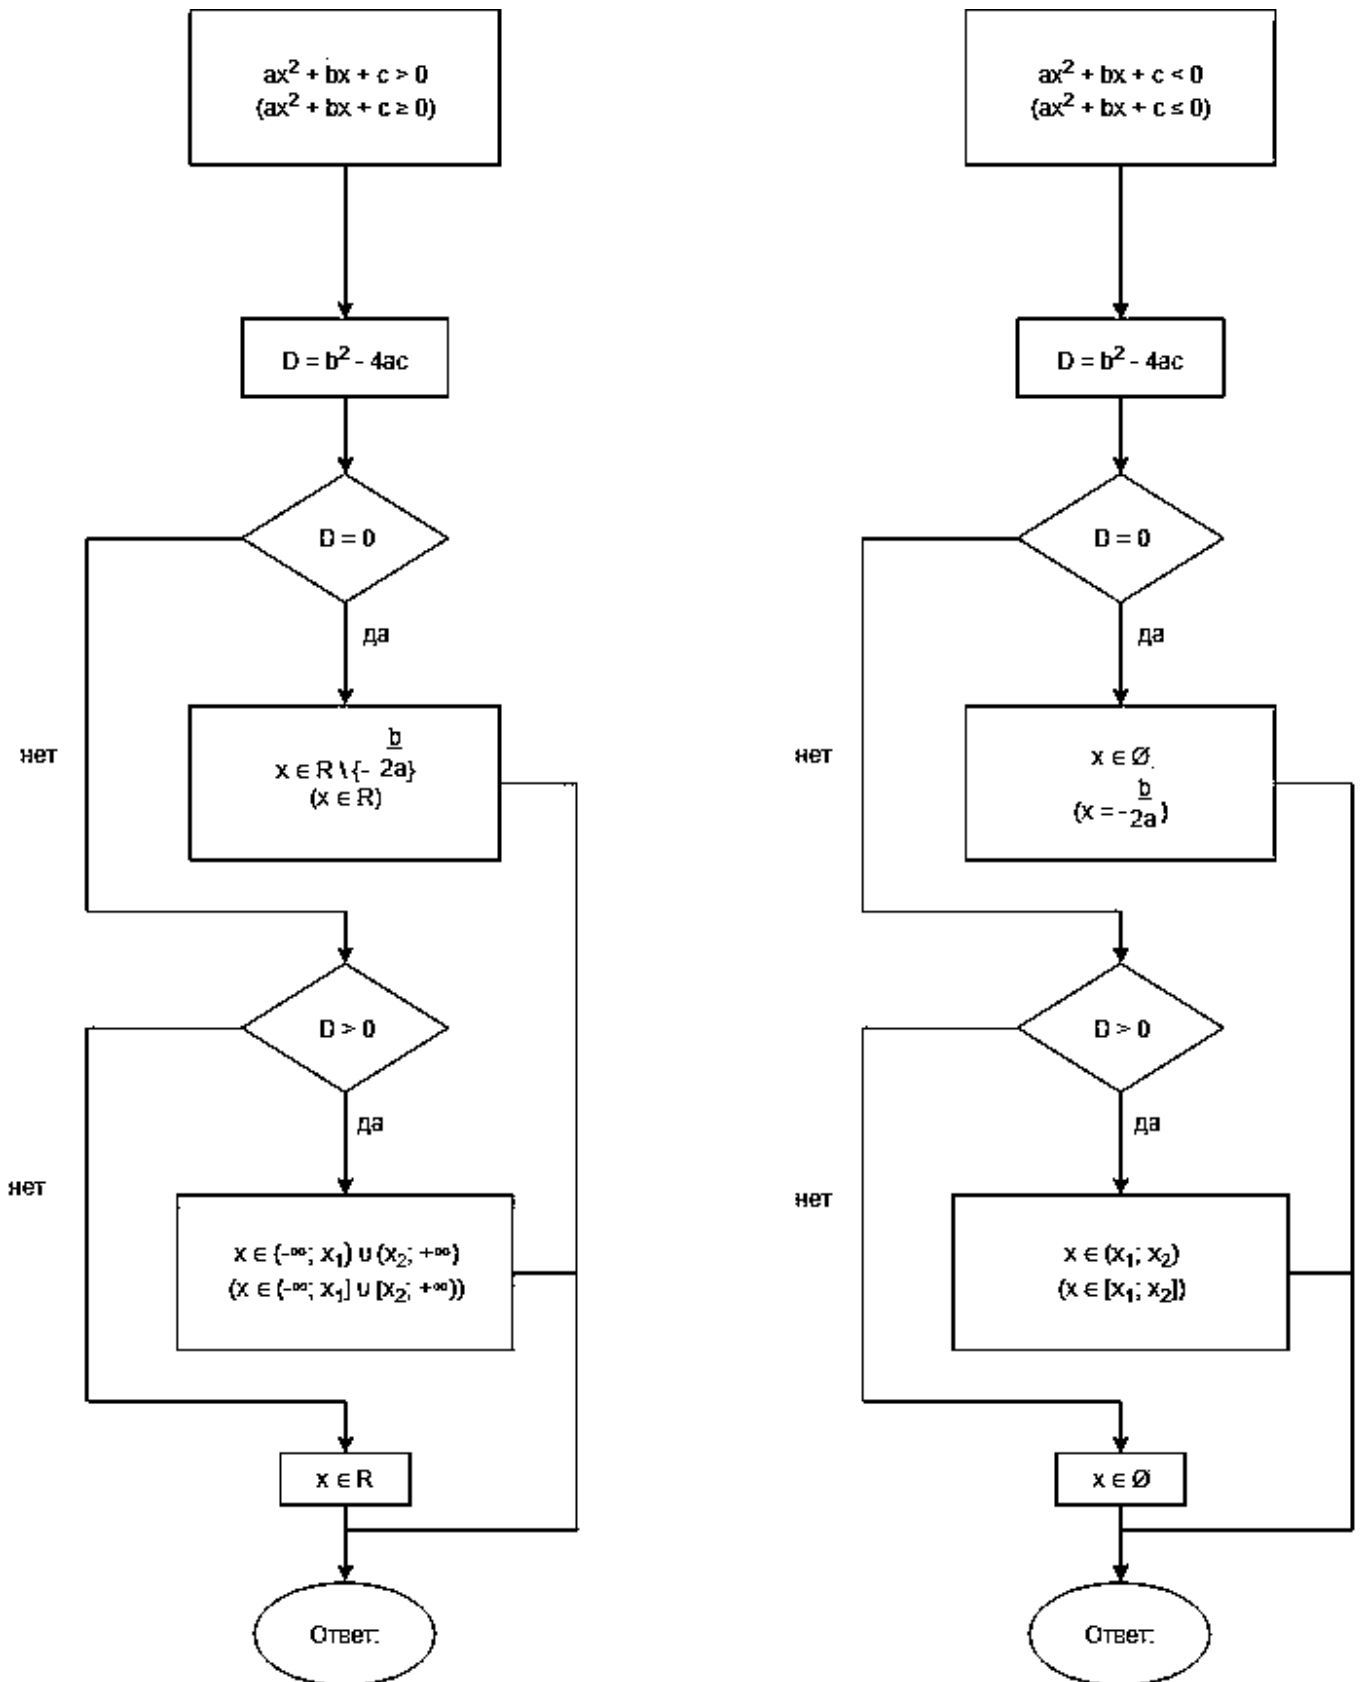 ax² + bx + c > 0
(ax² + bx + c ≥ 0)
D = b² - 4ac
D = 0
да
нет
b
x ∈ R \ {- 2a}
(x ∈ R)
D > 0
да
нет
x ∈ (-∞; x₁) ∪ (x₂; +∞)
(x ∈ (-∞; x₁] ∪ [x₂; +∞))
x ∈ R
Ответ:
ax² + bx + c < 0
(ax² + bx + c ≤ 0)
D = b² - 4ac
D = 0
да
нет
x ∈ Ø.
b
(x = - 2a)
D > 0
да
нет
x ∈ (x₁; x₂)
(x ∈ [x₁; x₂])
x ∈ Ø
Ответ: